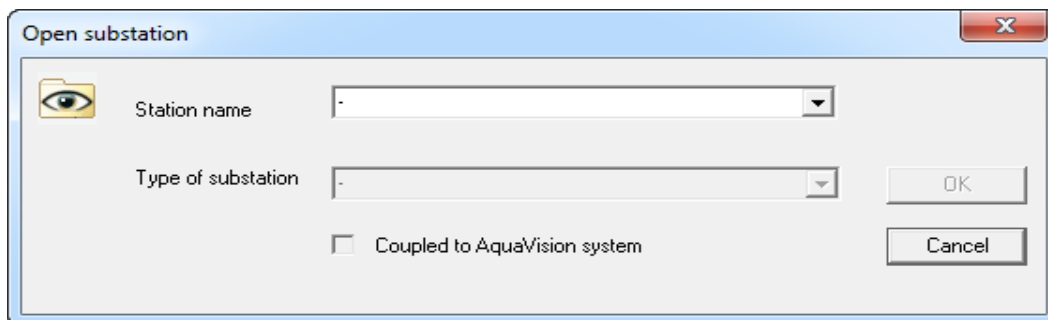 Open substation
Station name
-
Type of substation
-
OK
Coupled to AquaVision system
Cancel